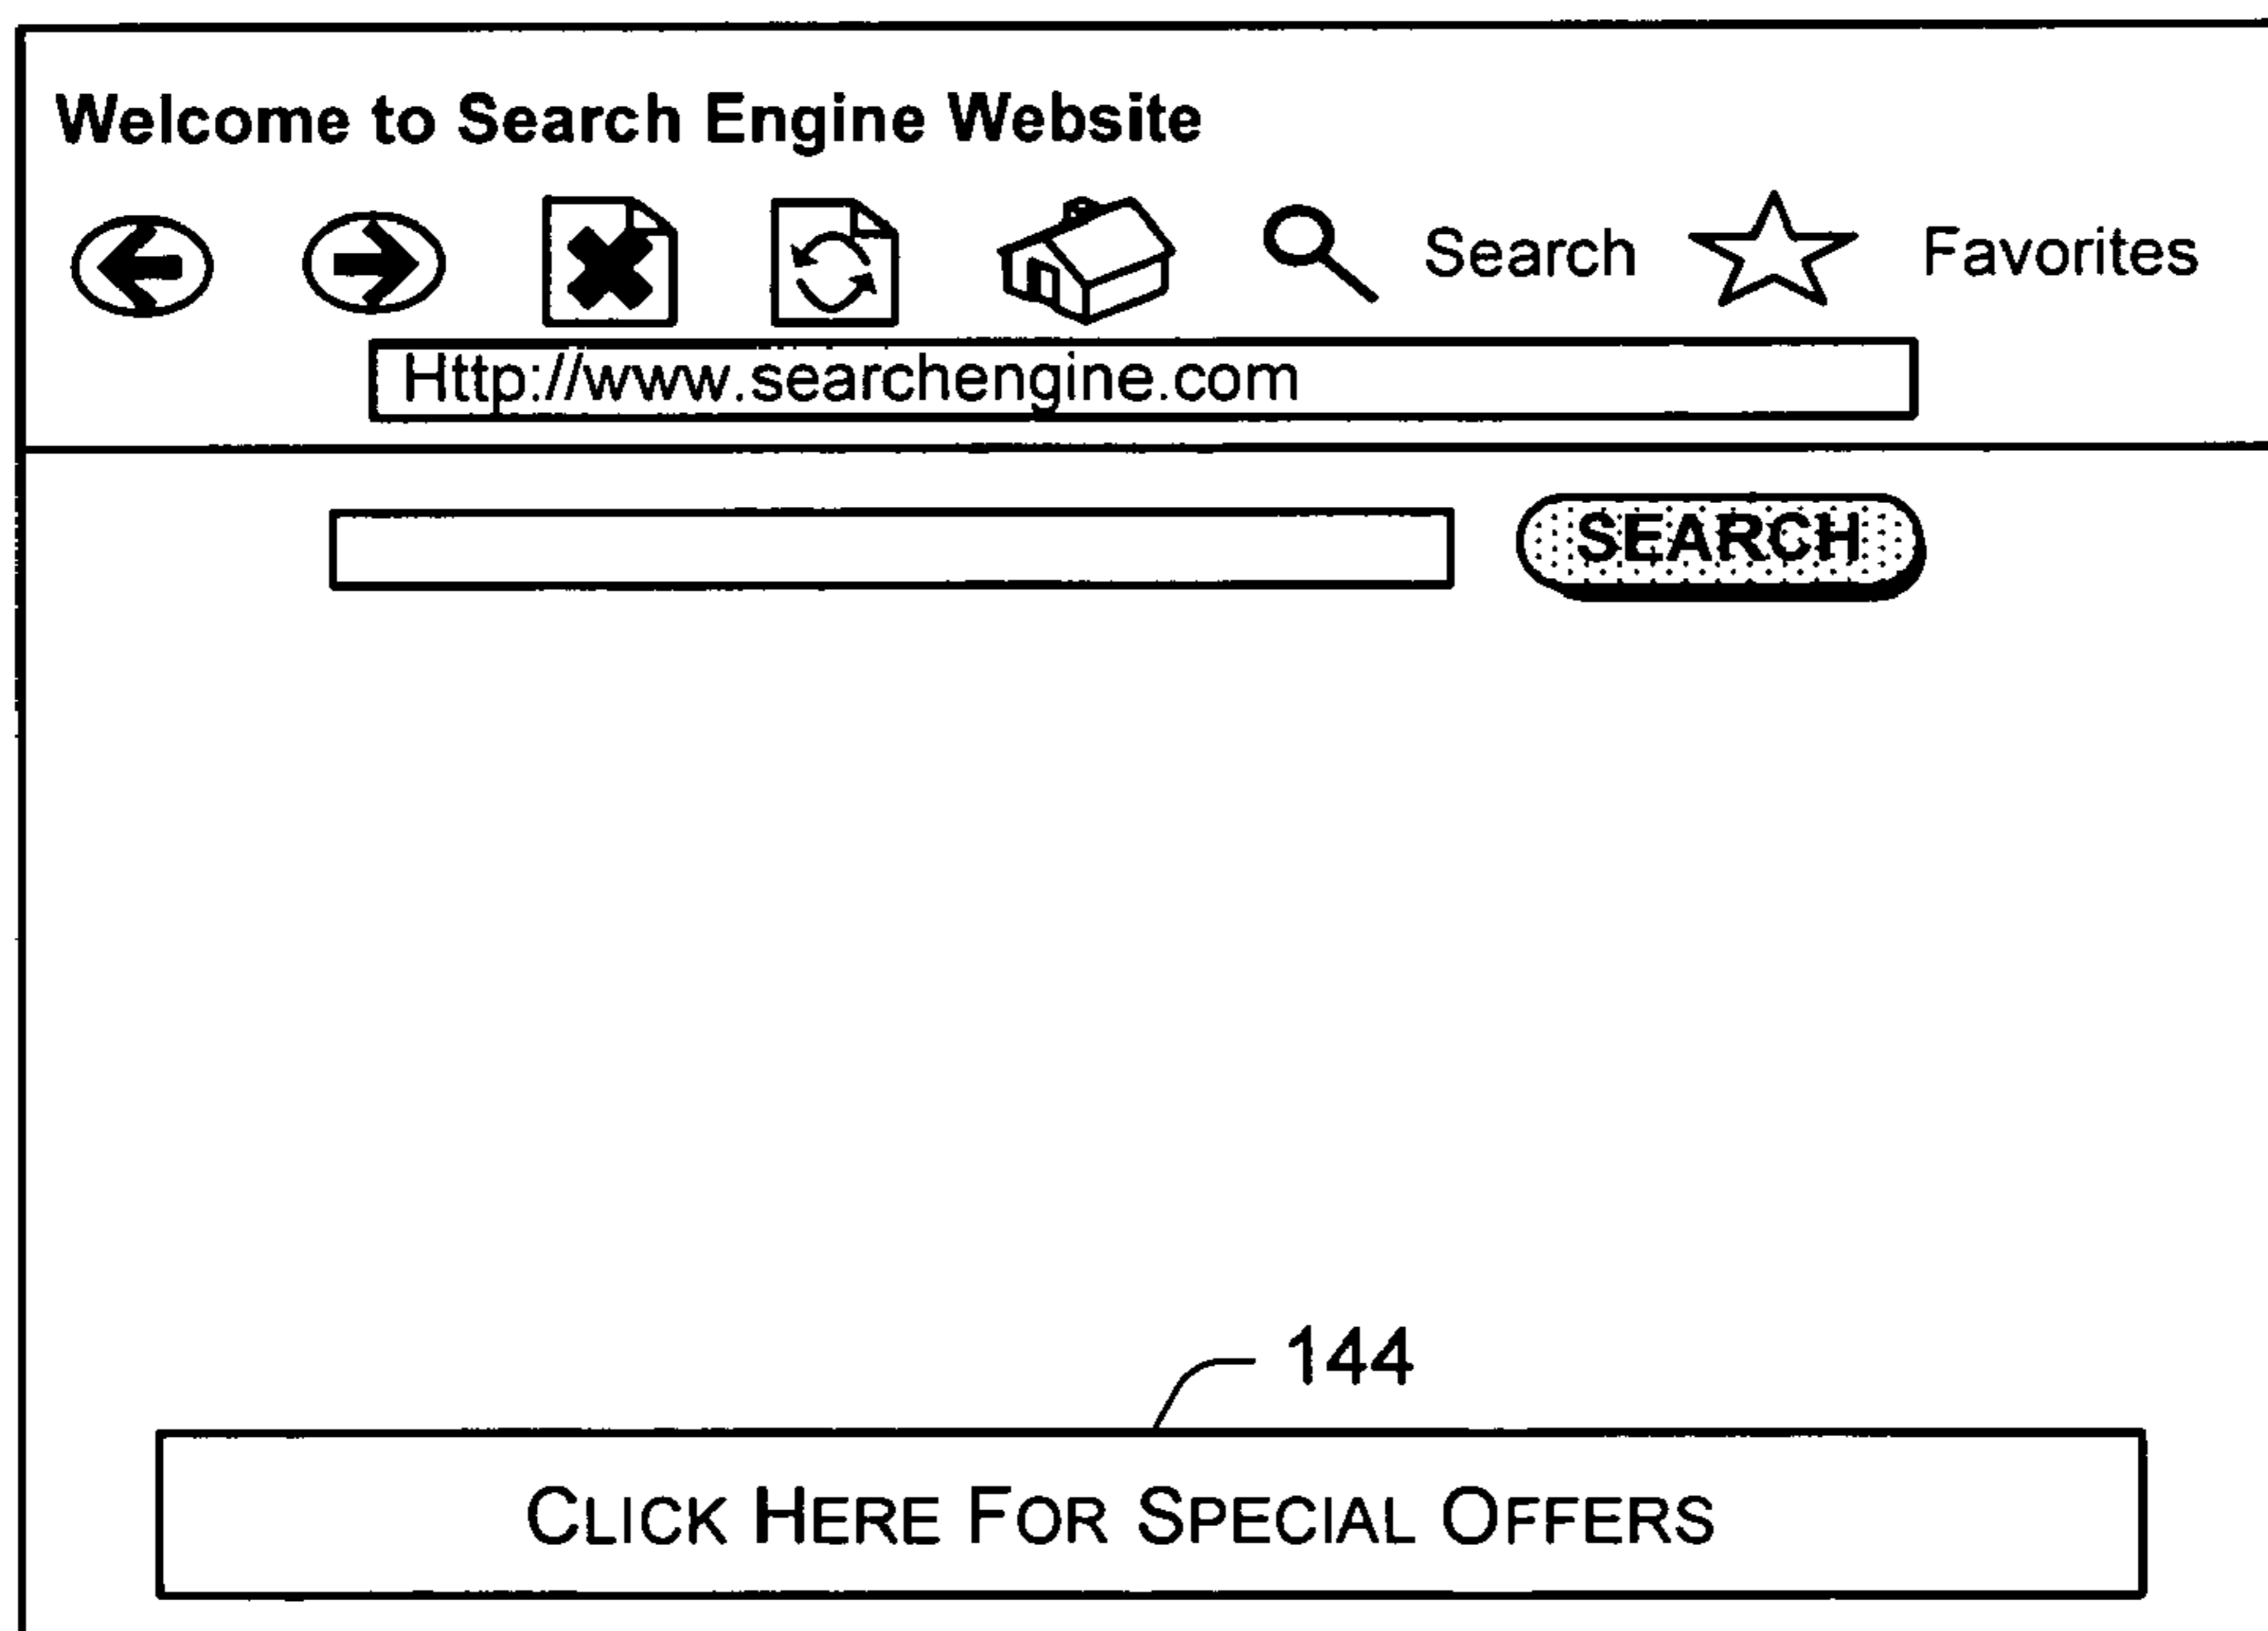 Welcome to Search Engine Website
Search Favorites
Http://www.searchengine.com
SEARCH
144
CLICK HERE FOR SPECIAL OFFERS